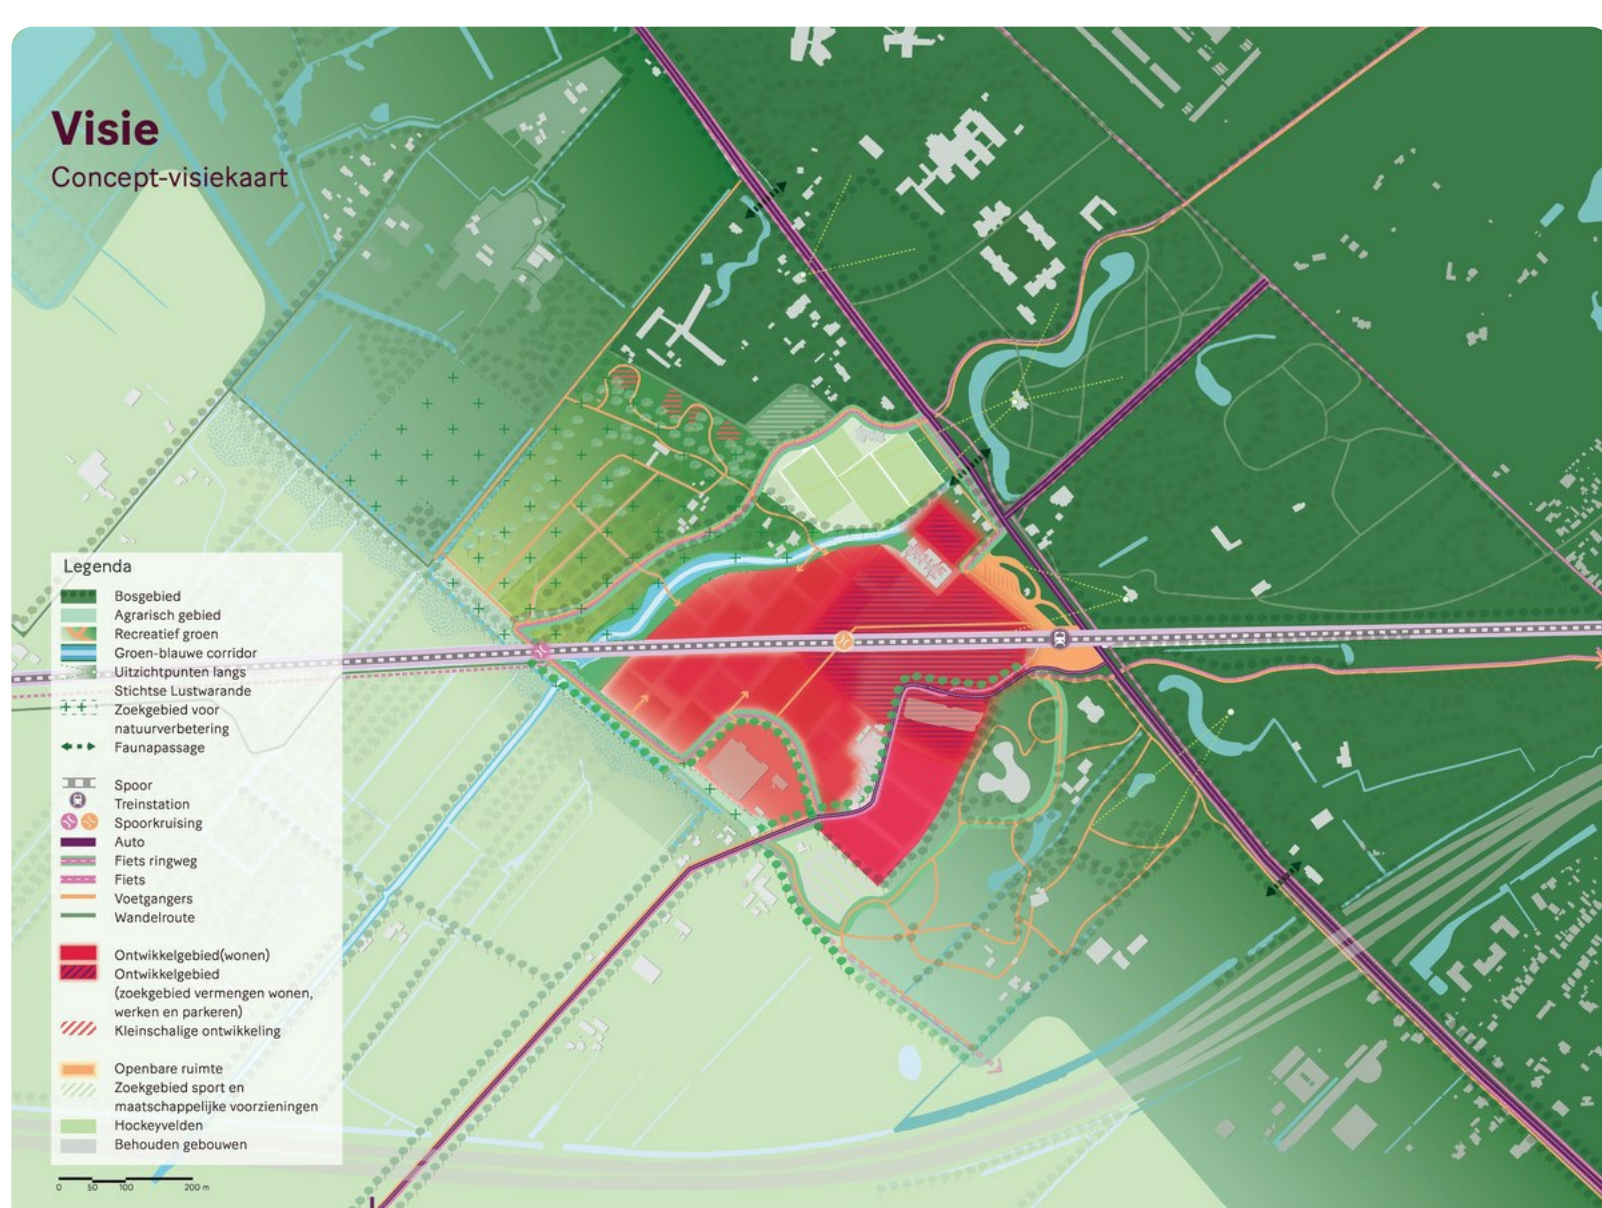 Visie
Concept-visiekaart
Legenda
Bosgebied
Agrarisch gebied
Recreatief groen
Groen-blauwe corridor
Uitzichtpunten langs
Stichtse Lustwarande
Zoekgebied voor
natuurverbetering
Faunapassage
Spoor
Treinstation
Spoorkruising
Auto
Fiets ringweg
Fiets
Voetgangers
Wandelroute
Ontwikkelgebied(wonen)
Ontwikkelgebied
(zoekgebied vermengen wonen,
werken en parkeren)
Kleinschalige ontwikkeling
Openbare ruimte
Zoekgebied sport en
maatschappelijke voorzieningen
Hockeyvelden
Behouden gebouwen
0 50 100 200 m